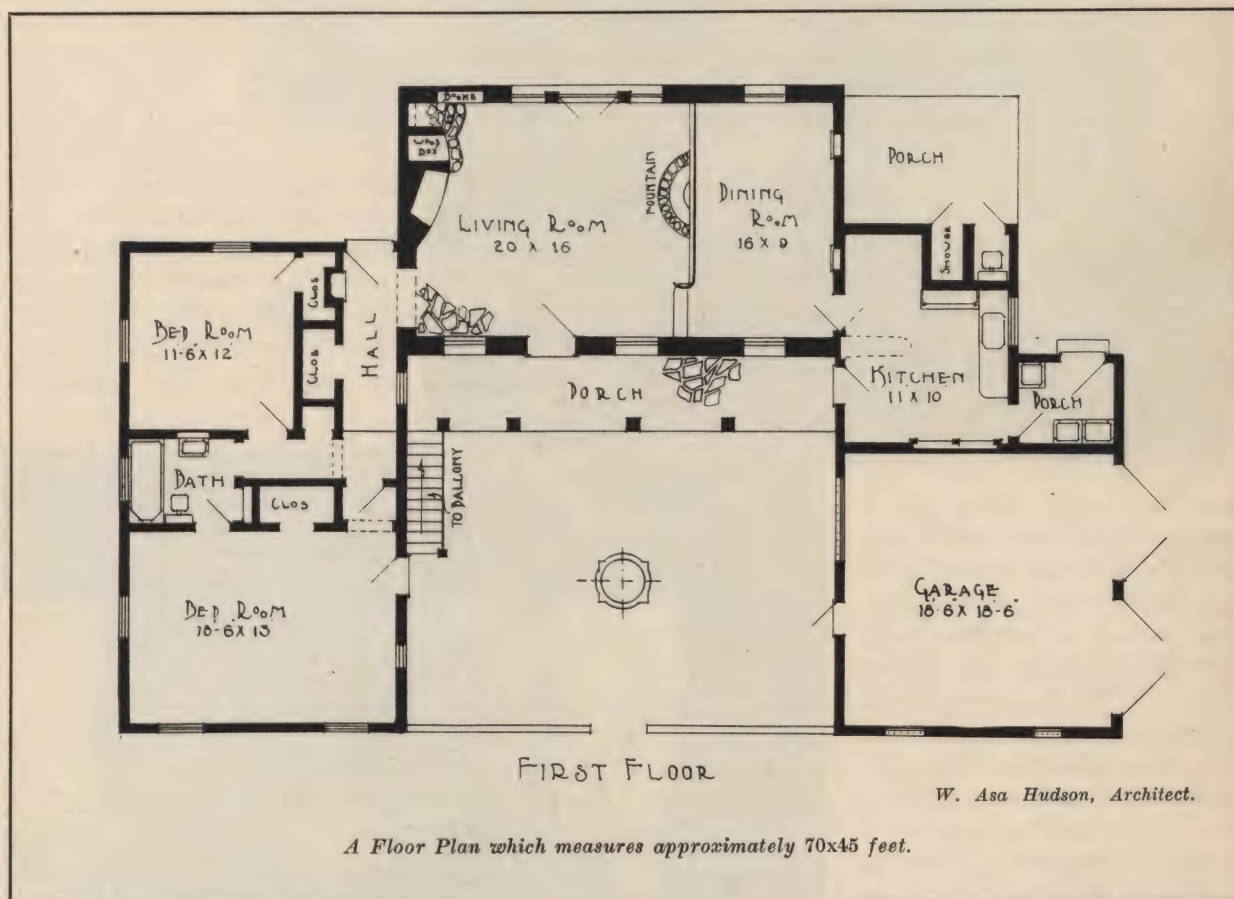 BOOKS
WOOD
BOX
LIVING ROOM
20 X 16
FOUNTAIN
DINING
ROOM
16 X 9
PORCH
SHOWER
BED ROOM
11-6 X 12
CLOS
CLOS
HALL
PORCH
KITCHEN
11 X 10
PORCH
BATH
CLOS
TO BALCONY
BED ROOM
18-6 X 13
GARAGE
18-6 X 18-6
FIRST FLOOR
W. Asa Hudson, Architect.
A Floor Plan which measures approximately 70x45 feet.